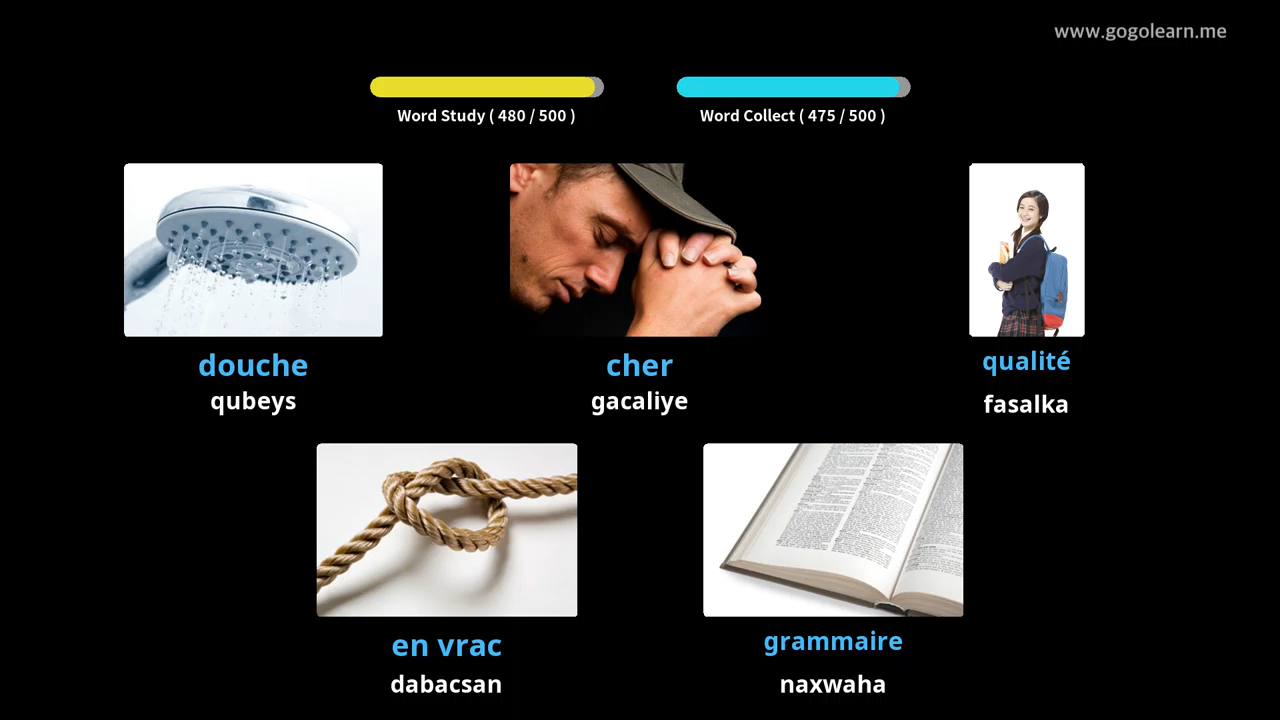 www.gogolearn.me
Word Study ( 480 / 500 )
Word Collect ( 475 / 500 )
douche
qubeys
cher
gacaliye
qualité
fasalka
en vrac
dabacsan
grammaire
naxwaha